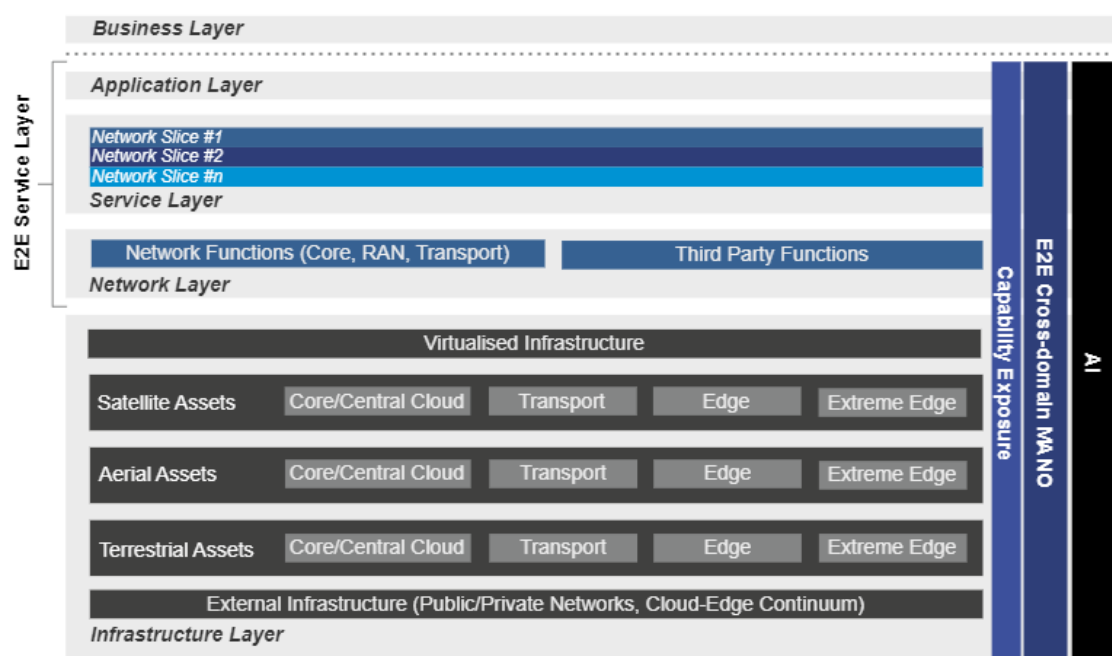 Business Layer
E2E Service Layer
Application Layer
Network Slice #1
Network Slice #2
Network Slice #n
Service Layer
Network Functions (Core, RAN, Transport)
Third Party Functions
Network Layer
Virtualised Infrastructure
Satellite Assets
Core/Central Cloud
Transport
Edge
Extreme Edge
Aerial Assets
Core/Central Cloud
Transport
Edge
Extreme Edge
Terrestrial Assets
Core/Central Cloud
Transport
Edge
Extreme Edge
External Infrastructure (Public/Private Networks, Cloud-Edge Continuum)
Infrastructure Layer
Capability Exposure
E2E Cross-domain MANO
AI